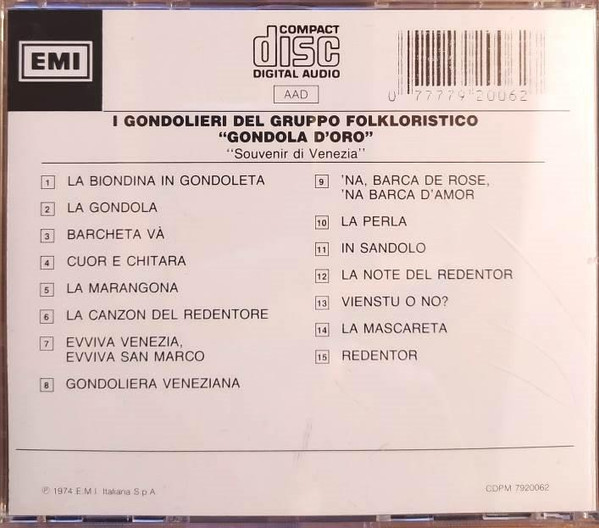 EMI
COMPACT
disc
DIGITAL AUDIO
AAD
0 77779 20062
I GONDOLIERI DEL GRUPPO FOLKLORISTICO
“GONDOLA D'ORO”
‘‘Souvenir di Venezia’’
1 LA BIONDINA IN GONDOLETA
2 LA GONDOLA
3 BARCHETA VÀ
4 CUOR E CHITARA
5 LA MARANGONA
6 LA CANZON DEL REDENTORE
7 EVVIVA VENEZIA,
EVVIVA SAN MARCO
8 GONDOLIERA VENEZIANA
9 'NA, BARCA DE ROSE,
'NA BARCA D'AMOR
10 LA PERLA
11 IN SANDOLO
12 LA NOTE DEL REDENTOR
13 VIENSTU O NO?
14 LA MASCARETA
15 REDENTOR
℗ 1974 E.M.I. Italiana S.p.A.
CDPM 7920062